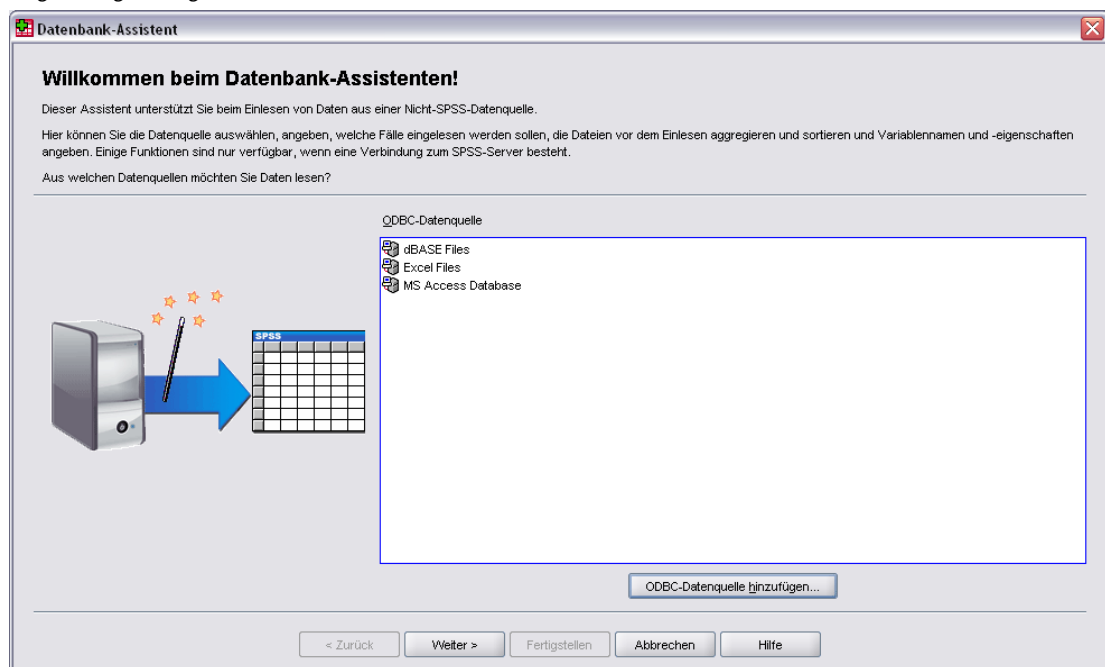 Datenbank-Assistent
Willkommen beim Datenbank-Assistenten!
Dieser Assistent unterstützt Sie beim Einlesen von Daten aus einer Nicht-SPSS-Datenquelle.
Hier können Sie die Datenquelle auswählen, angeben, welche Fälle eingelesen werden sollen, die Dateien vor dem Einlesen aggregieren und sortieren und Variablennamen und -eigenschaften
angeben. Einige Funktionen sind nur verfügbar, wenn eine Verbindung zum SPSS-Server besteht.
Aus welchen Datenquellen möchten Sie Daten lesen?
ODBC-Datenquelle
dBASE Files
Excel Files
MS Access Database
SPSS
ODBC-Datenquelle hinzufügen...
< Zurück
Weiter >
Fertigstellen
Abbrechen
Hilfe